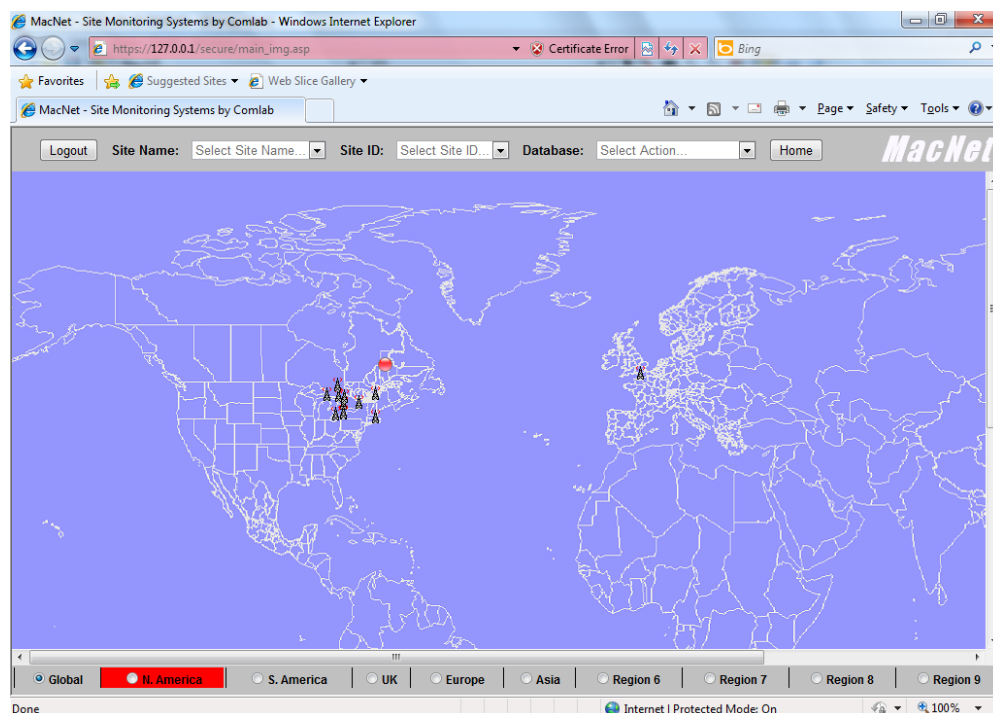 MacNet - Site Monitoring Systems by Comlab - Windows Internet Explorer
https://127.0.0.1/secure/main_img.asp Certificate Error Bing
Favorites Suggested Sites Web Slice Gallery
MacNet - Site Monitoring Systems by Comlab Page Safety Tools
Logout Site Name: Select Site Name... Site ID: Select Site ID... Database: Select Action... Home MacNet
Global N. America S. America UK Europe Asia Region 6 Region 7 Region 8 Region 9
Done Internet | Protected Mode: On 100%